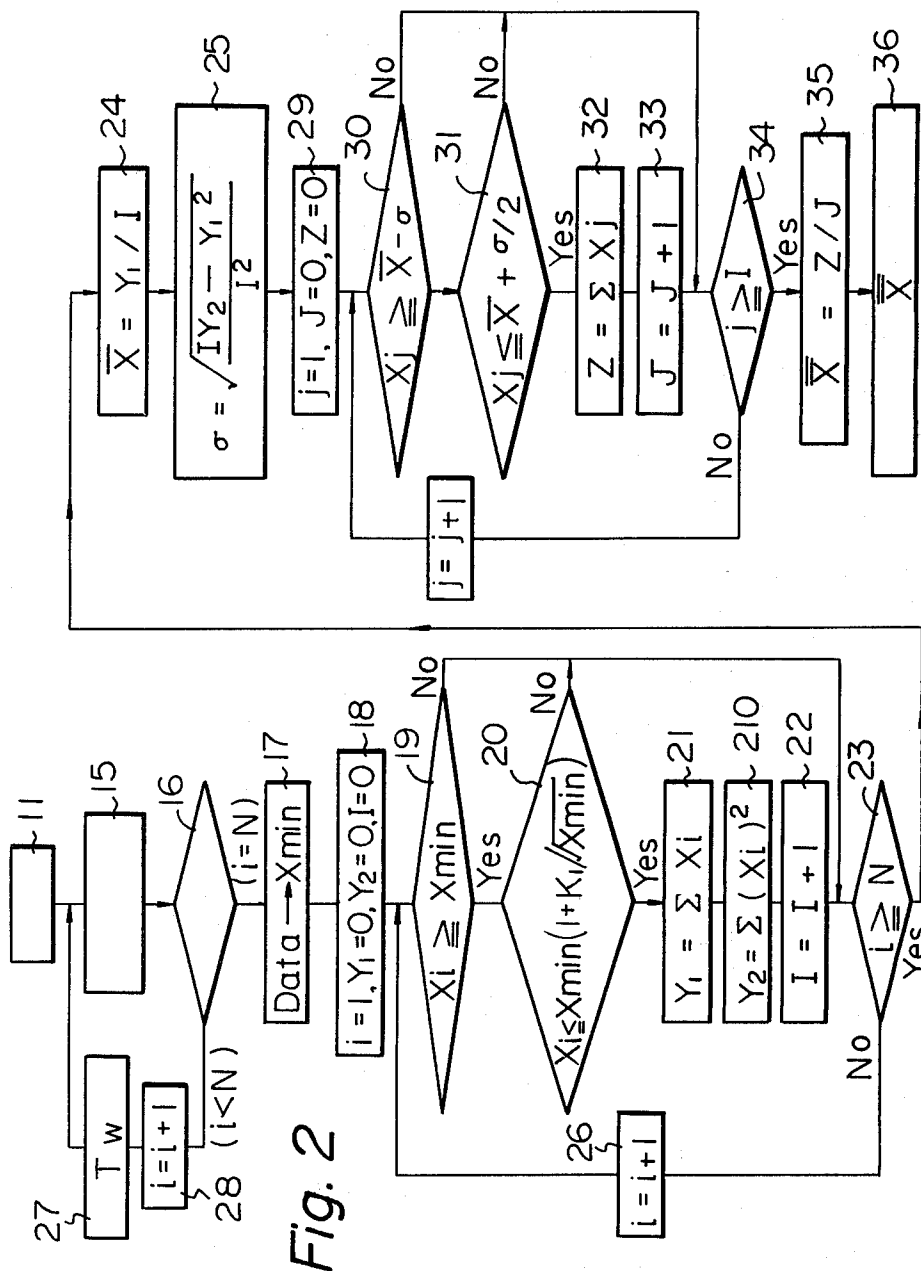 11
15
16
(i=N)
27
T w
i = i + 1
28
(i<N)
Data → Xmin
17
i = 1, Y₁ = 0, Y₂ = 0, I = 0
18
19
Xi ≧ Xmin
No
Yes
20
Xi ≦ Xmin(1+K₁/√Xmin)
No
Yes
Y₁ = Σ Xi
21
Y₂ = Σ (Xi)²
210
I = I + 1
22
23
i ≧ N
No
Yes
26
i = i + 1
Fig. 2
X̅ = Y₁ / I
24
σ = √(IY₂ − Y₁² / I²)
25
j=1, J=0, Z=0
29
30
Xj ≧ X̅ - σ
No
31
Xj ≦ X̅ + σ/2
No
Yes
Z = Σ Xj
32
J = J + 1
33
34
j ≧ I
No
Yes
j = j + 1
X̿ = Z / J
35
X̿
36